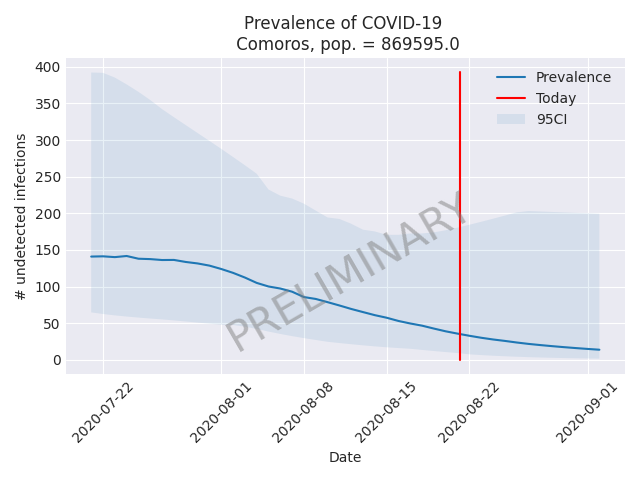 Prevalence of COVID-19
Comoros, pop. = 869595.0
400
350
300
250
200
150
100
50
0
# undetected infections
Prevalence
Today
95CI
PRELIMINARY
2020-07-22
2020-08-01
2020-08-08
2020-08-15
2020-08-22
2020-09-01
Date